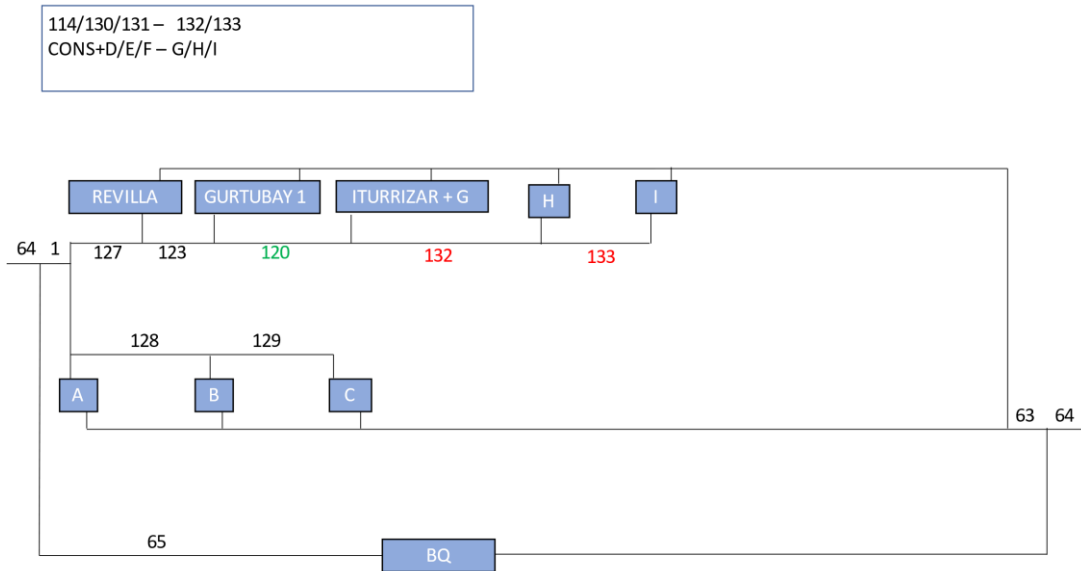 114/130/131 – 132/133
CONS+D/E/F – G/H/I
REVILLA GURTUBAY 1 ITURRIZAR + G H I
64 1 127 123 120 132 133
128 129
A B C
63 64
65
BQ